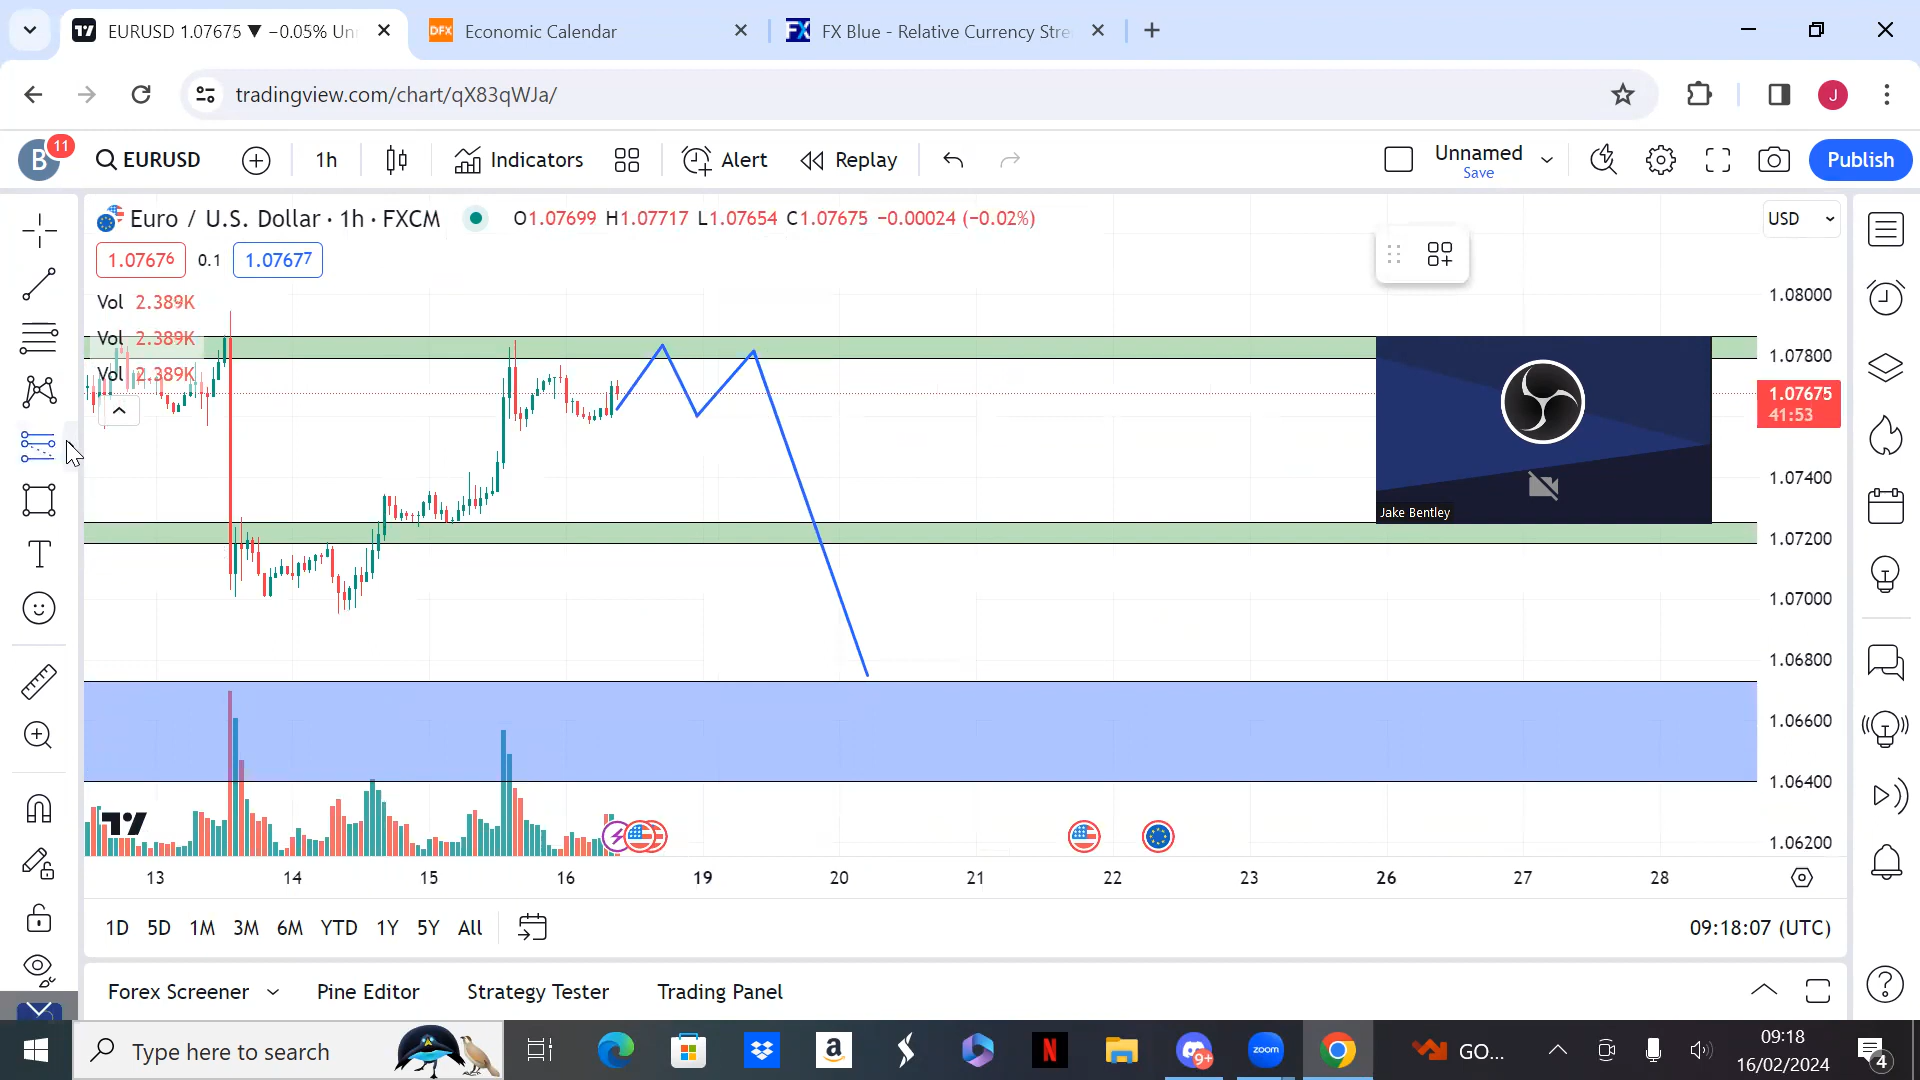 EURUSD 1.07675 ▼ −0.05% Un
DFX Economic Calendar
FX FX Blue - Relative Currency Stre
tradingview.com/chart/qX83qWJa/
J
B 11
EURUSD
1h
Indicators
Alert
Replay
Unnamed
Save
Publish
Euro / U.S. Dollar · 1h · FXCM
O1.07699 H1.07717 L1.07654 C1.07675 −0.00024 (−0.02%)
USD
1.07676 0.1 1.07677
Vol 2.389K
Vol 2.389K
Vol 2.389K
1.08000
1.07800
1.07675
41:53
1.07400
1.07200
1.07000
1.06800
1.06600
1.06400
1.06200
Jake Bentley
13 14 15 16 19 20 21 22 23 26 27 28
1D 5D 1M 3M 6M YTD 1Y 5Y All
09:18:07 (UTC)
Forex Screener Pine Editor Strategy Tester Trading Panel
Type here to search
a
N
9+
zoom
GO...
09:18
16/02/2024
4